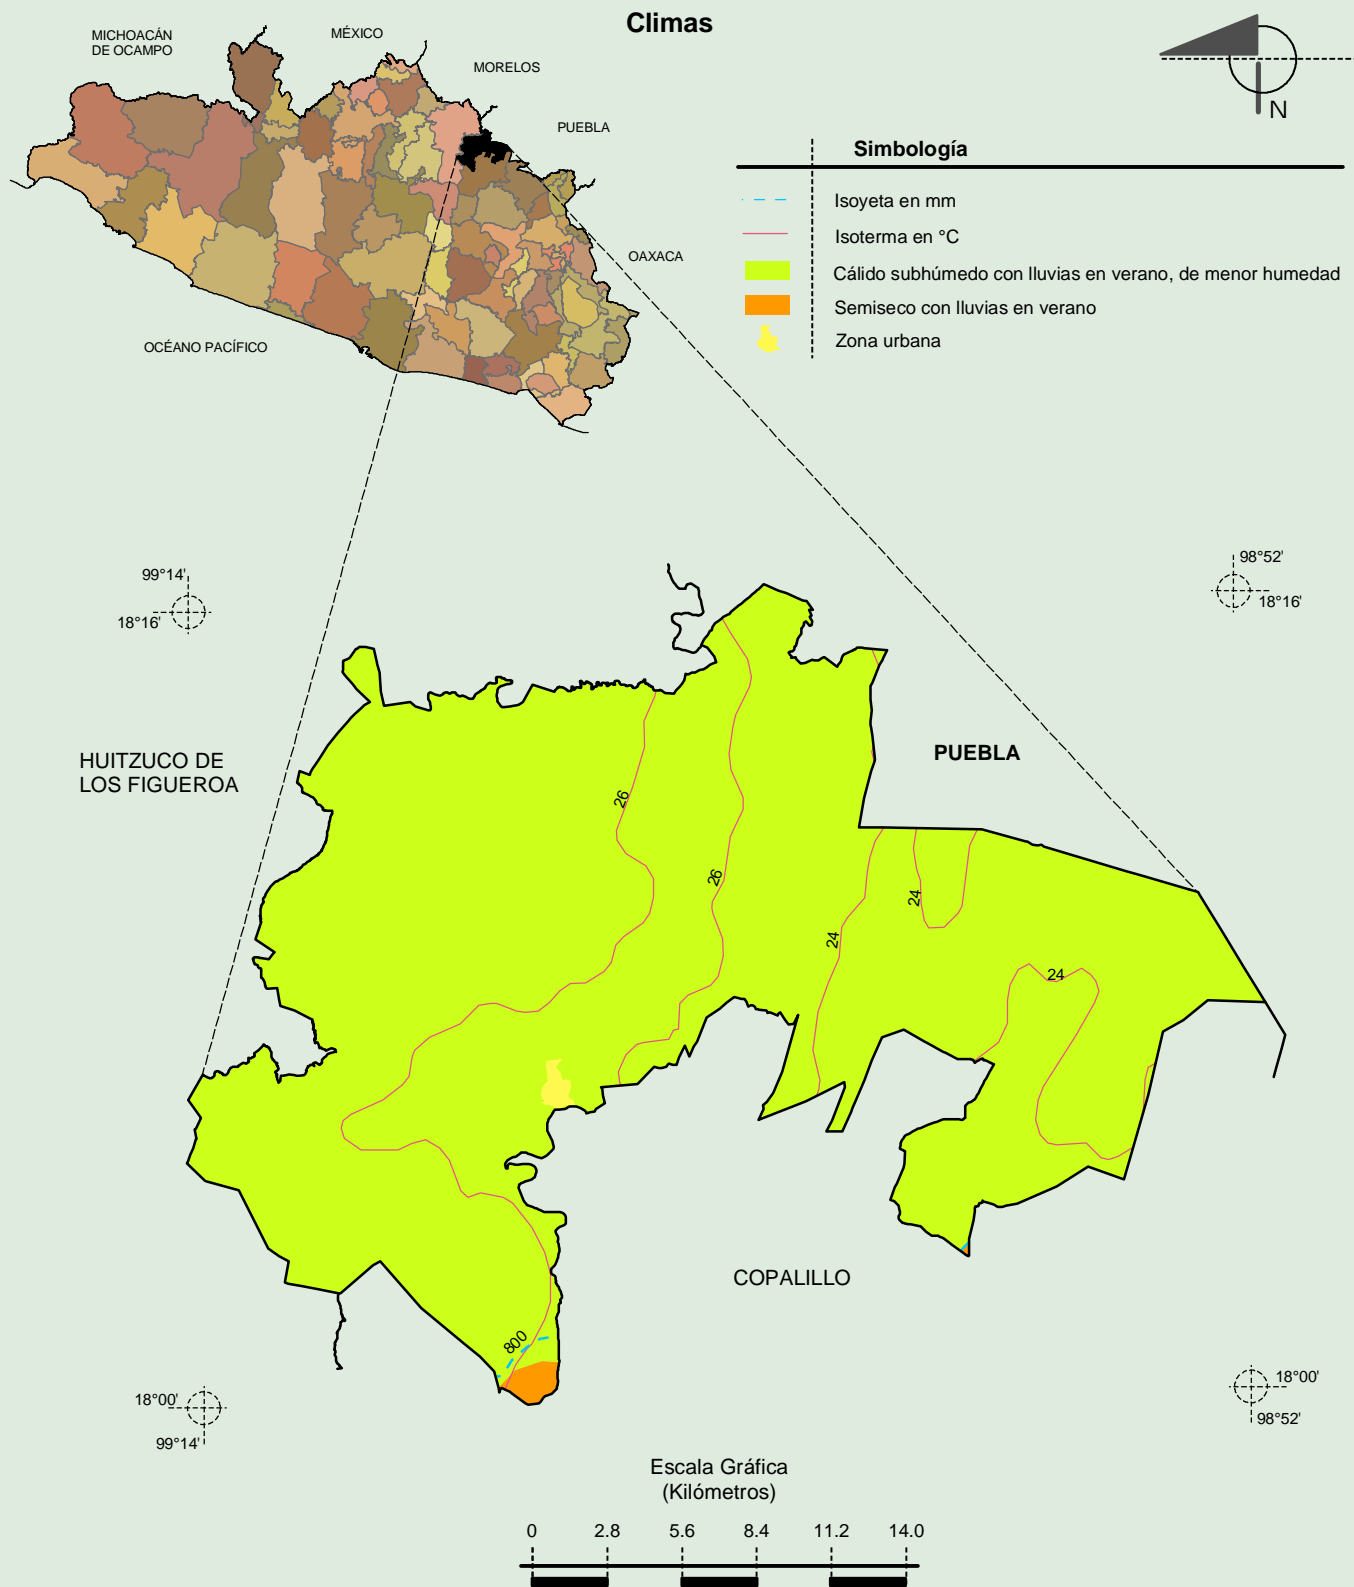 Climas
MICHOACÁN
DE OCAMPO
MÉXICO
MORELOS
PUEBLA
OAXACA
OCÉANO PACÍFICO
N
Simbología
Isoyeta en mm
Isoterma en °C
Cálido subhúmedo con lluvias en verano, de menor humedad
Semiseco con lluvias en verano
Zona urbana
99°14'
18°16'
98°52'
18°16'
HUITZUCO DE
LOS FIGUEROA
PUEBLA
26
26
24
24
24
COPALILLO
800
18°00'
99°14'
18°00'
98°52'
Escala Gráfica
(Kilómetros)
0 2.8 5.6 8.4 11.2 14.0